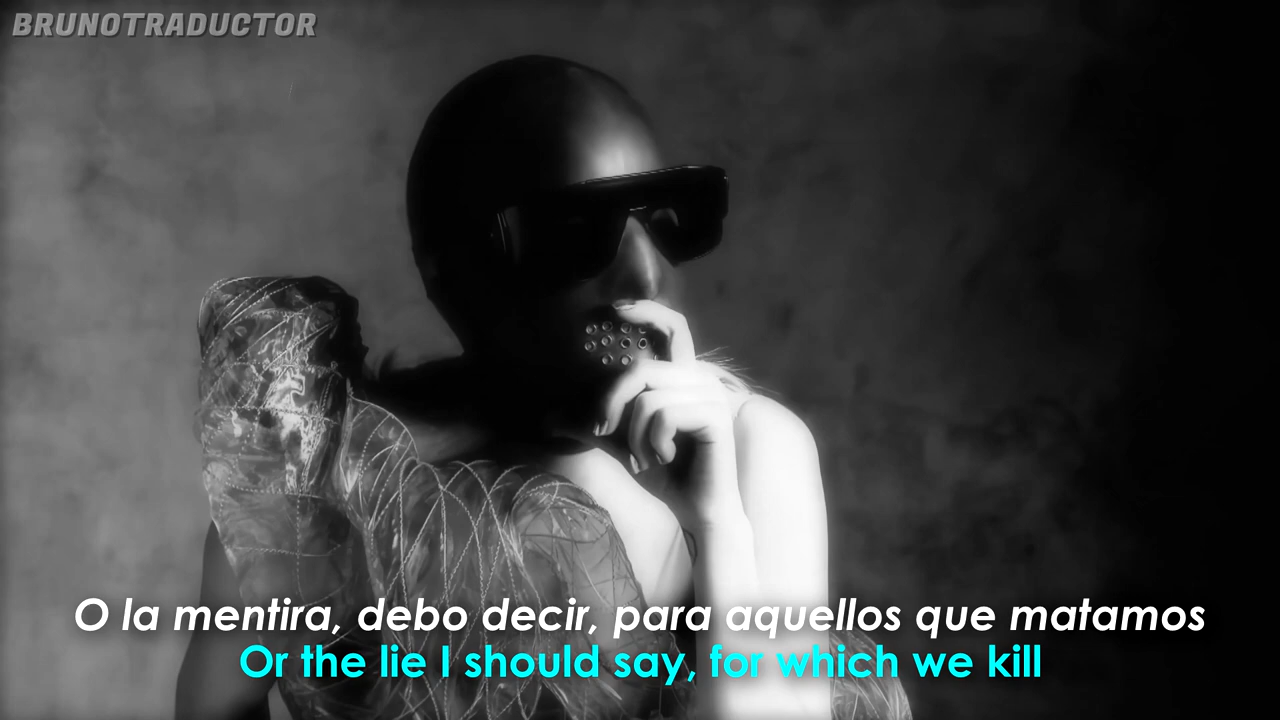 BRUNOTRADUCTOR
O la mentira, debo decir, para aquellos que matamos
Or the lie I should say, for which we kill